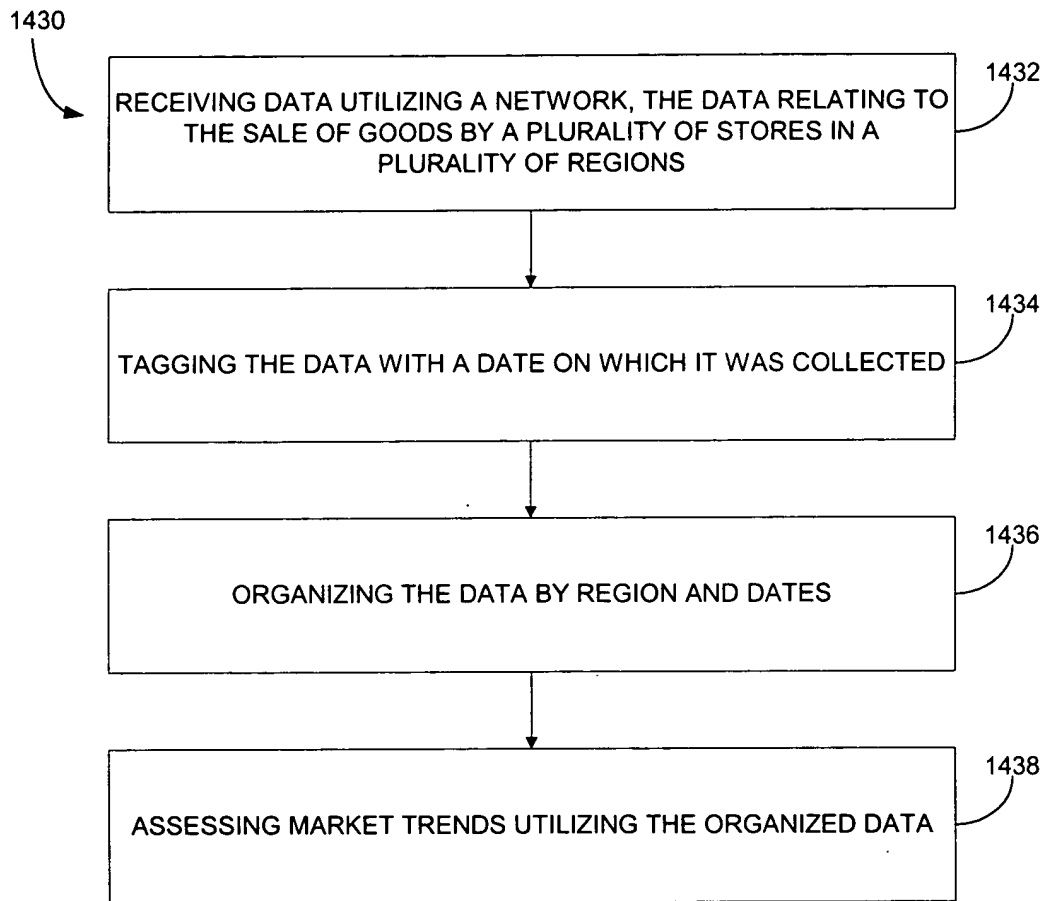 1430
1432
RECEIVING DATA UTILIZING A NETWORK, THE DATA RELATING TO
THE SALE OF GOODS BY A PLURALITY OF STORES IN A
PLURALITY OF REGIONS
1434
TAGGING THE DATA WITH A DATE ON WHICH IT WAS COLLECTED
1436
ORGANIZING THE DATA BY REGION AND DATES
1438
ASSESSING MARKET TRENDS UTILIZING THE ORGANIZED DATA